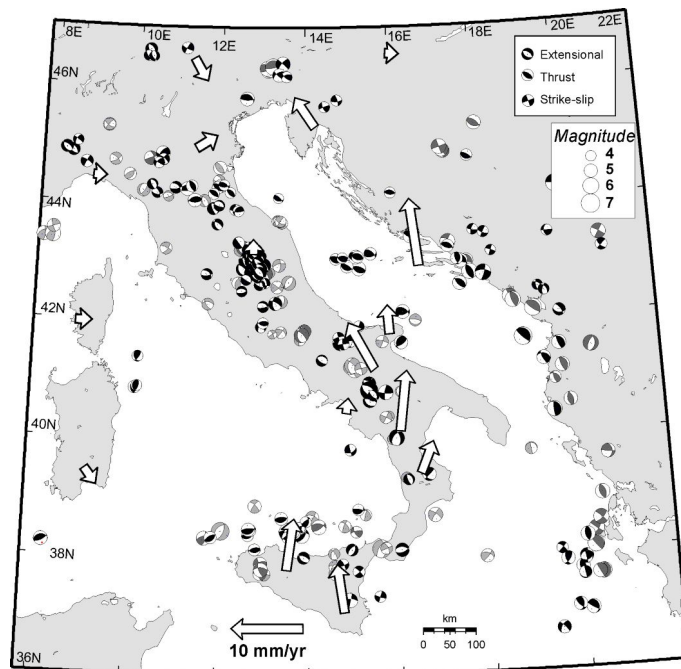 8E
10E
12E
14E
16E
18E
20E
22E
46N
44N
42N
40N
38N
36N
Extensional
Thrust
Strike-slip
Magnitude
4
5
6
7
10 mm/yr
km
0
100